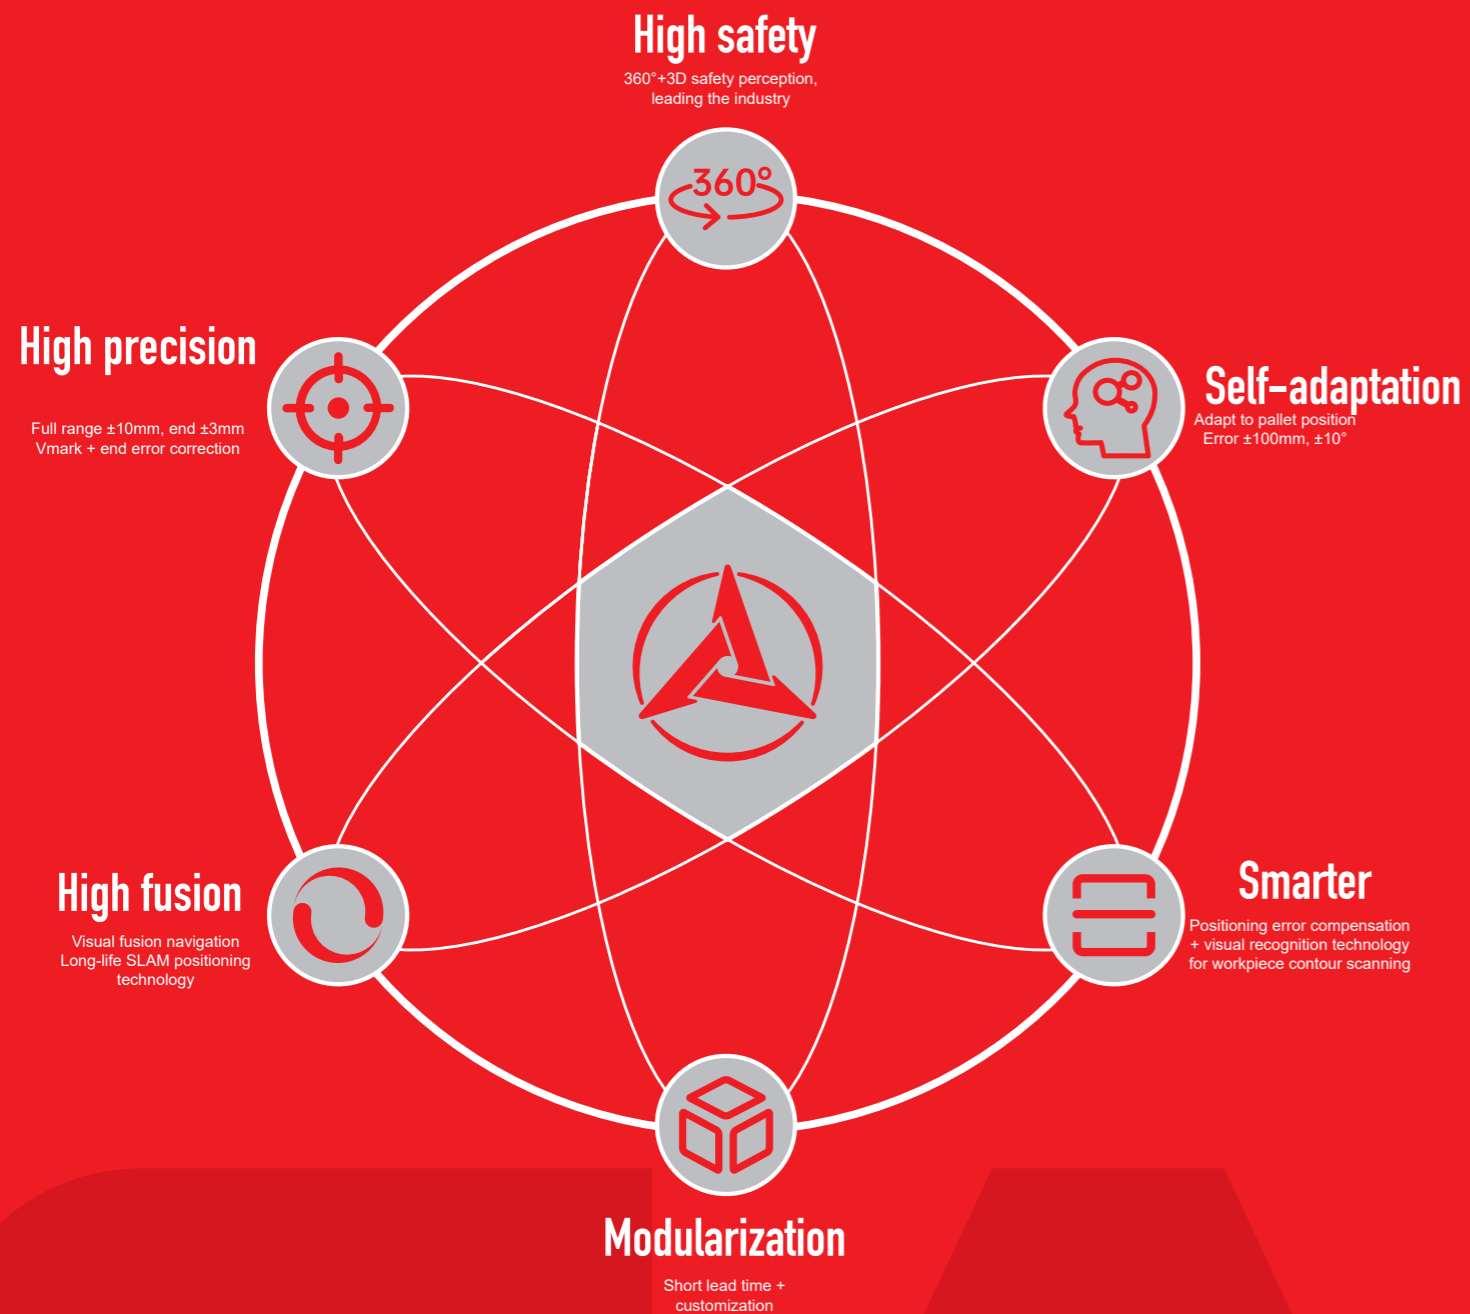 High safety
360°+3D safety perception,
leading the industry
360°
High precision
Full range ±10mm, end ±3mm
Vmark + end error correction
Self-adaptation
Adapt to pallet position
Error ±100mm, ±10°
High fusion
Visual fusion navigation
Long-life SLAM positioning
technology
Smarter
Positioning error compensation
+ visual recognition technology
for workpiece contour scanning
Modularization
Short lead time +
customization